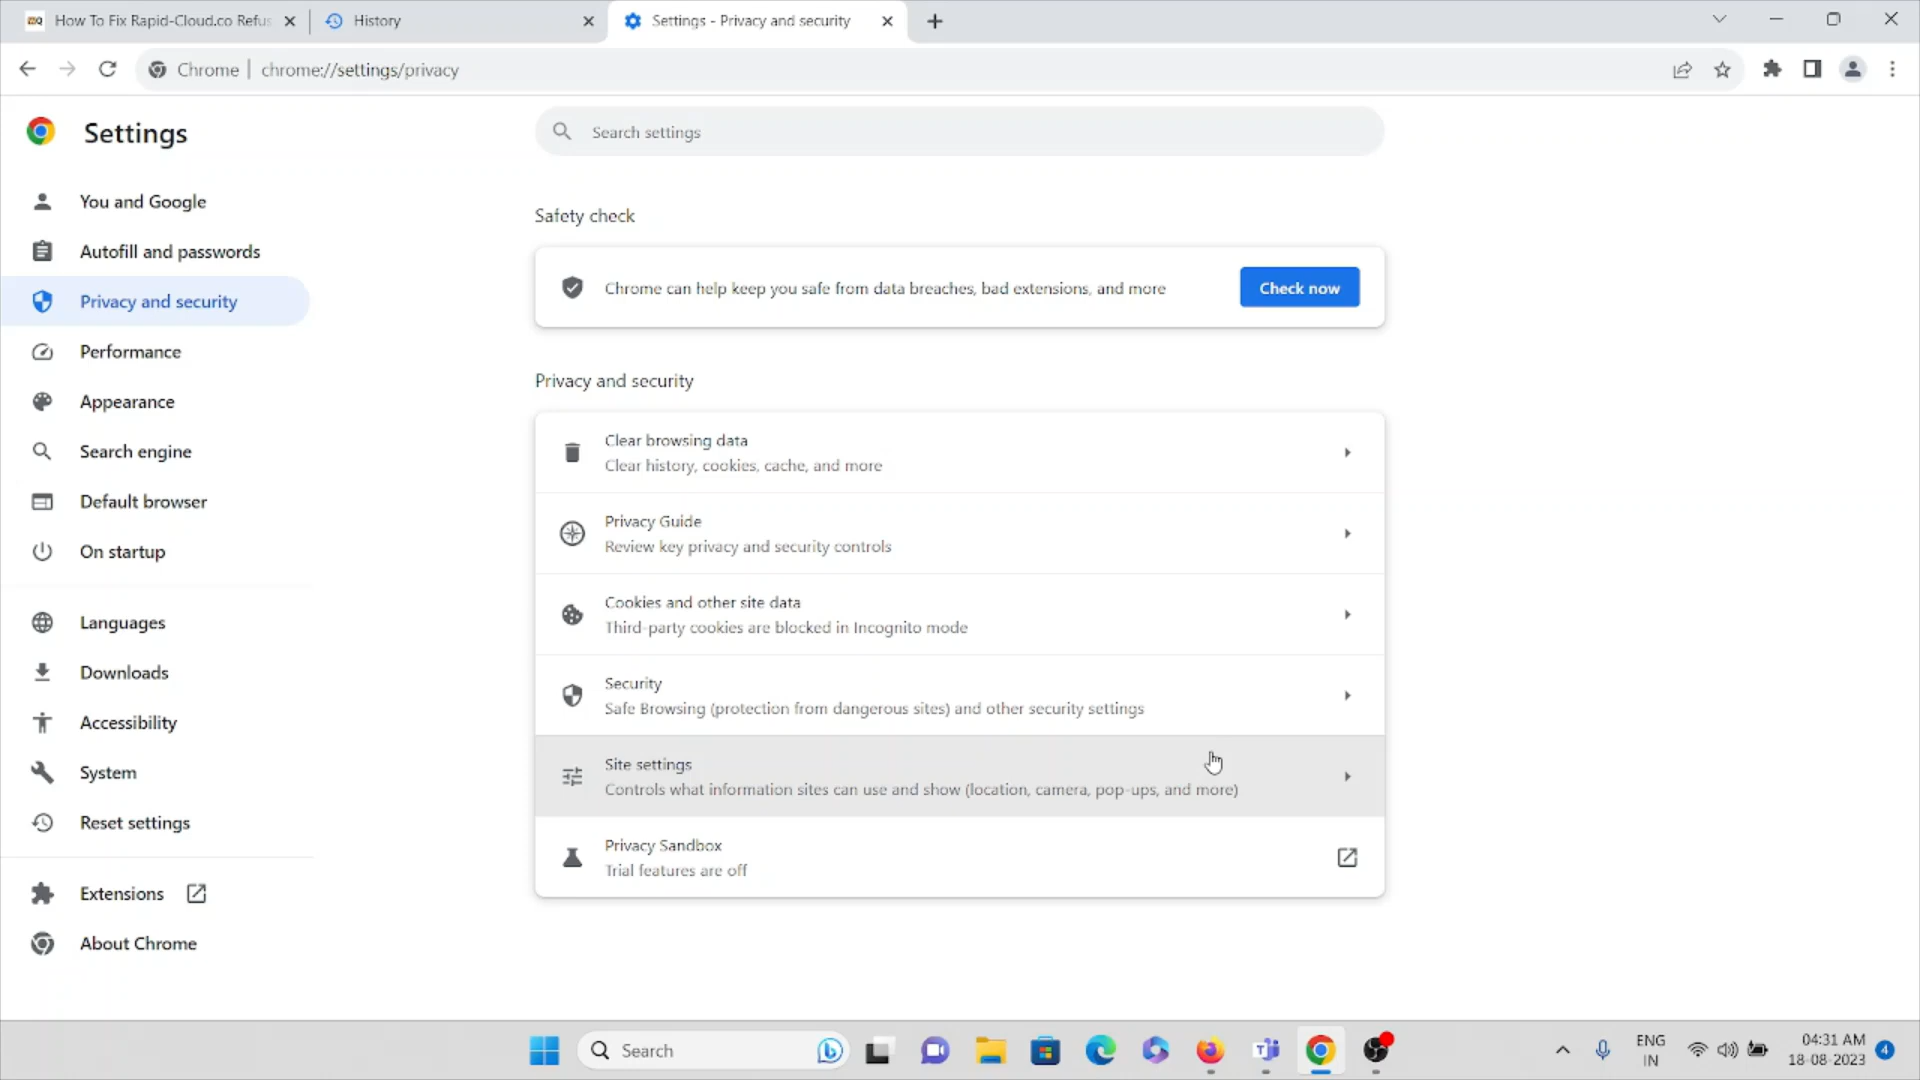 How To Fix Rapid-Cloud.co Refus
History
Settings - Privacy and security
Chrome
chrome://settings/privacy
Settings
Search settings
You and Google
Autofill and passwords
Privacy and security
Performance
Appearance
Search engine
Default browser
On startup
Languages
Downloads
Accessibility
System
Reset settings
Extensions
About Chrome
Safety check
Chrome can help keep you safe from data breaches, bad extensions, and more
Check now
Privacy and security
Clear browsing data
Clear history, cookies, cache, and more
Privacy Guide
Review key privacy and security controls
Cookies and other site data
Third-party cookies are blocked in Incognito mode
Security
Safe Browsing (protection from dangerous sites) and other security settings
Site settings
Controls what information sites can use and show (location, camera, pop-ups, and more)
Privacy Sandbox
Trial features are off
Search
ENG
IN
04:31 AM
18-08-2023
4